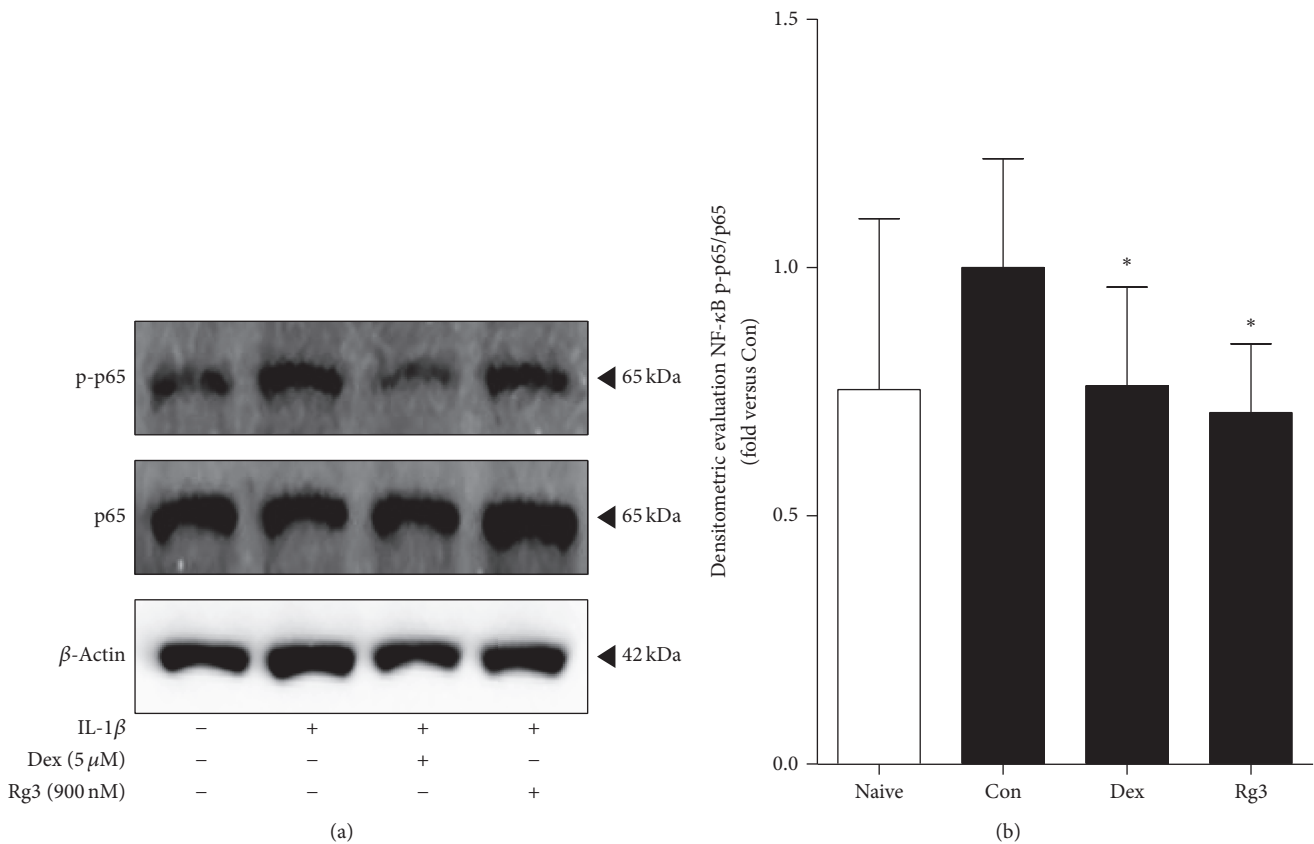 p-p65
65 kDa
p65
65 kDa
β-Actin
42 kDa
IL-1β − + + +
Dex (5 μM) − − + −
Rg3 (900 nM) − − − +
(a)
Densitometric evaluation NF-κB p-p65/p65
(fold versus Con)
1.5
1.0
0.5
0.0
*
*
Naive Con Dex Rg3
(b)